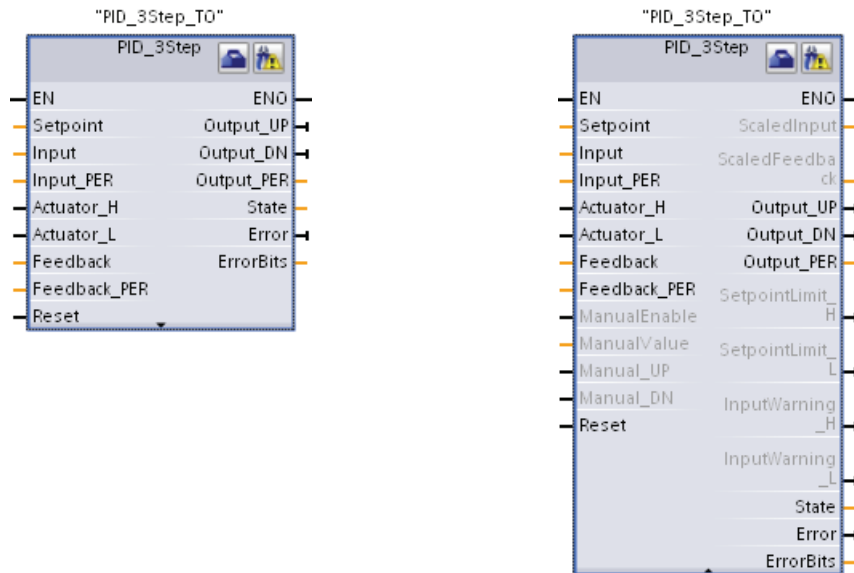 "PID_3Step_TO"
PID_3Step
EN
ENO
Setpoint
Output_UP
Input
Output_DN
Input_PER
Output_PER
Actuator_H
State
Actuator_L
Error
Feedback
ErrorBits
Feedback_PER
Reset
"PID_3Step_TO"
PID_3Step
EN
ENO
Setpoint
ScaledInput
Input
ScaledFeedba
ck
Input_PER
Actuator_H
Output_UP
Actuator_L
Output_DN
Feedback
Output_PER
Feedback_PER
SetpointLimit_
H
ManualEnable
ManualValue
SetpointLimit_
L
Manual_UP
Manual_DN
InputWarning
_H
Reset
InputWarning
_L
State
Error
ErrorBits